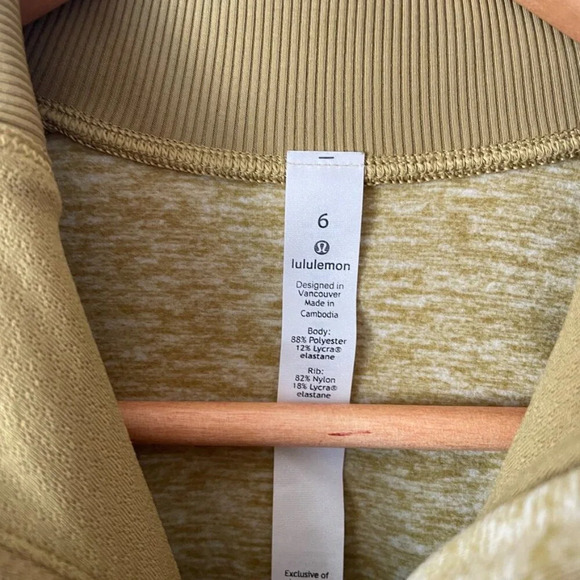 6
lululemon
Designed in
Vancouver
Made in
Cambodia
Body:
88% Polyester
12% Lycra®
elastane
Rib:
82% Nylon
18% Lycra®
elastane
Exclusive of